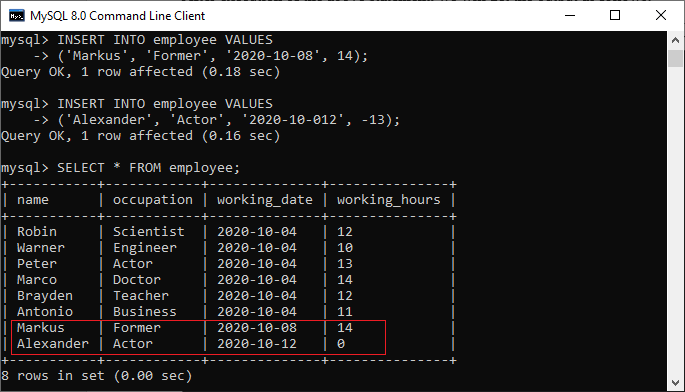 MySQL 8.0 Command Line Client
mysql> INSERT INTO employee VALUES
    -> ('Markus', 'Former', '2020-10-08', 14);
Query OK, 1 row affected (0.18 sec)

mysql> INSERT INTO employee VALUES
    -> ('Alexander', 'Actor', '2020-10-012', -13);
Query OK, 1 row affected (0.16 sec)

mysql> SELECT * FROM employee;
+-----------+------------+--------------+---------------+
| name      | occupation | working_date | working_hours |
+-----------+------------+--------------+---------------+
| Robin     | Scientist  | 2020-10-04   | 12            |
| Warner    | Engineer   | 2020-10-04   | 10            |
| Peter     | Actor      | 2020-10-04   | 13            |
| Marco     | Doctor     | 2020-10-04   | 14            |
| Brayden   | Teacher    | 2020-10-04   | 12            |
| Antonio   | Business   | 2020-10-04   | 11            |
| Markus    | Former     | 2020-10-08   | 14            |
| Alexander | Actor      | 2020-10-12   | 0             |
+-----------+------------+--------------+---------------+
8 rows in set (0.00 sec)